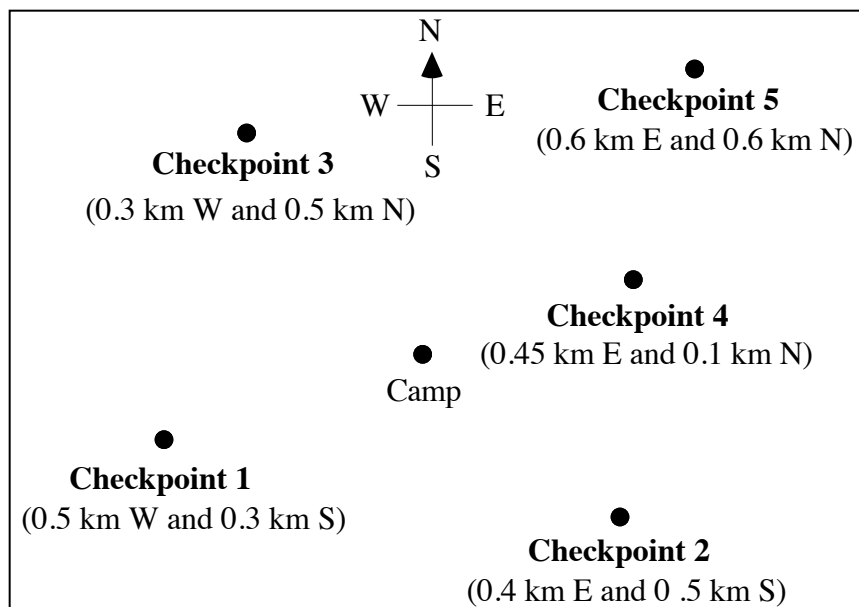 N
W E
S
Checkpoint 5
(0.6 km E and 0.6 km N)
Checkpoint 3
(0.3 km W and 0.5 km N)
Checkpoint 4
(0.45 km E and 0.1 km N)
Camp
Checkpoint 1
(0.5 km W and 0.3 km S)
Checkpoint 2
(0.4 km E and 0 .5 km S)